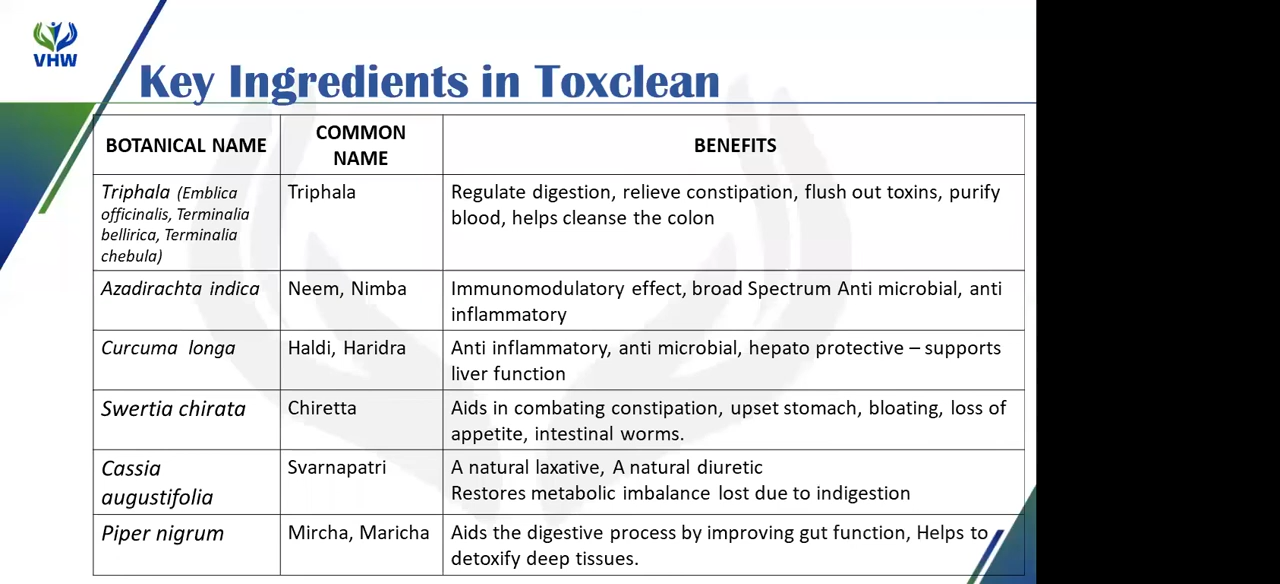 VHW
Key Ingredients in Toxclean
BOTANICAL NAME
COMMON
NAME
BENEFITS
Triphala (Emblica
officinalis, Terminalia
bellirica, Terminalia
chebula)
Triphala
Regulate digestion, relieve constipation, flush out toxins, purify
blood, helps cleanse the colon
Azadirachta indica
Neem, Nimba
Immunomodulatory effect, broad Spectrum Anti microbial, anti
inflammatory
Curcuma longa
Haldi, Haridra
Anti inflammatory, anti microbial, hepato protective – supports
liver function
Swertia chirata
Chiretta
Aids in combating constipation, upset stomach, bloating, loss of
appetite, intestinal worms.
Cassia
augustifolia
Svarnapatri
A natural laxative, A natural diuretic
Restores metabolic imbalance lost due to indigestion
Piper nigrum
Mircha, Maricha
Aids the digestive process by improving gut function, Helps to
detoxify deep tissues.